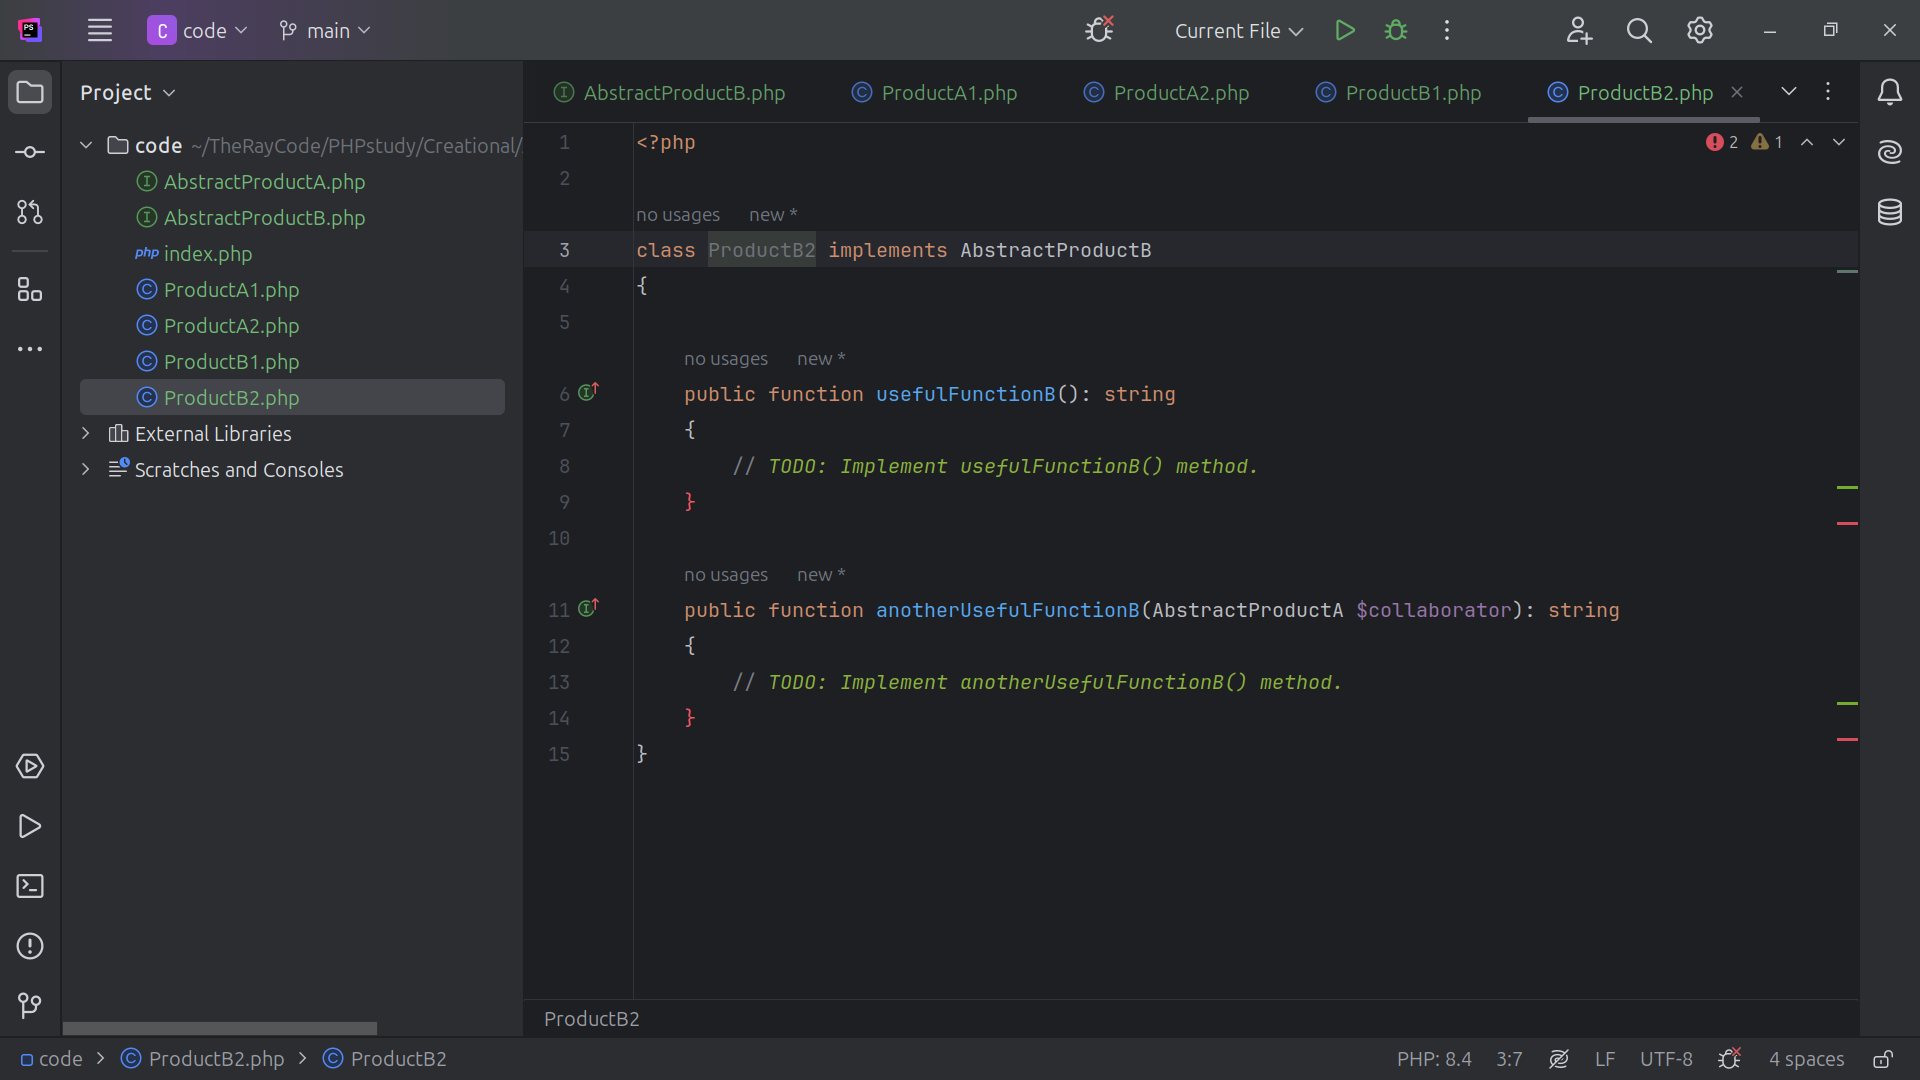 PS
C code main Current File
Project
code ~/TheRayCode/PHPstudy/Creational/
AbstractProductA.php
AbstractProductB.php
php index.php
ProductA1.php
ProductA2.php
ProductB1.php
ProductB2.php
External Libraries
Scratches and Consoles
AbstractProductB.php ProductA1.php ProductA2.php ProductB1.php ProductB2.php
2 1
1 <?php
2
no usages new *
3 class ProductB2 implements AbstractProductB
4 {
5
no usages new *
6 public function usefulFunctionB(): string
7 {
8 // TODO: Implement usefulFunctionB() method.
9 }
10
no usages new *
11 public function anotherUsefulFunctionB(AbstractProductA $collaborator): string
12 {
13 // TODO: Implement anotherUsefulFunctionB() method.
14 }
15 }
ProductB2
code > ProductB2.php > ProductB2 PHP: 8.4 3:7 LF UTF-8 4 spaces